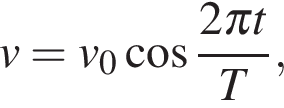 v = v₀ cos 2πt/T,